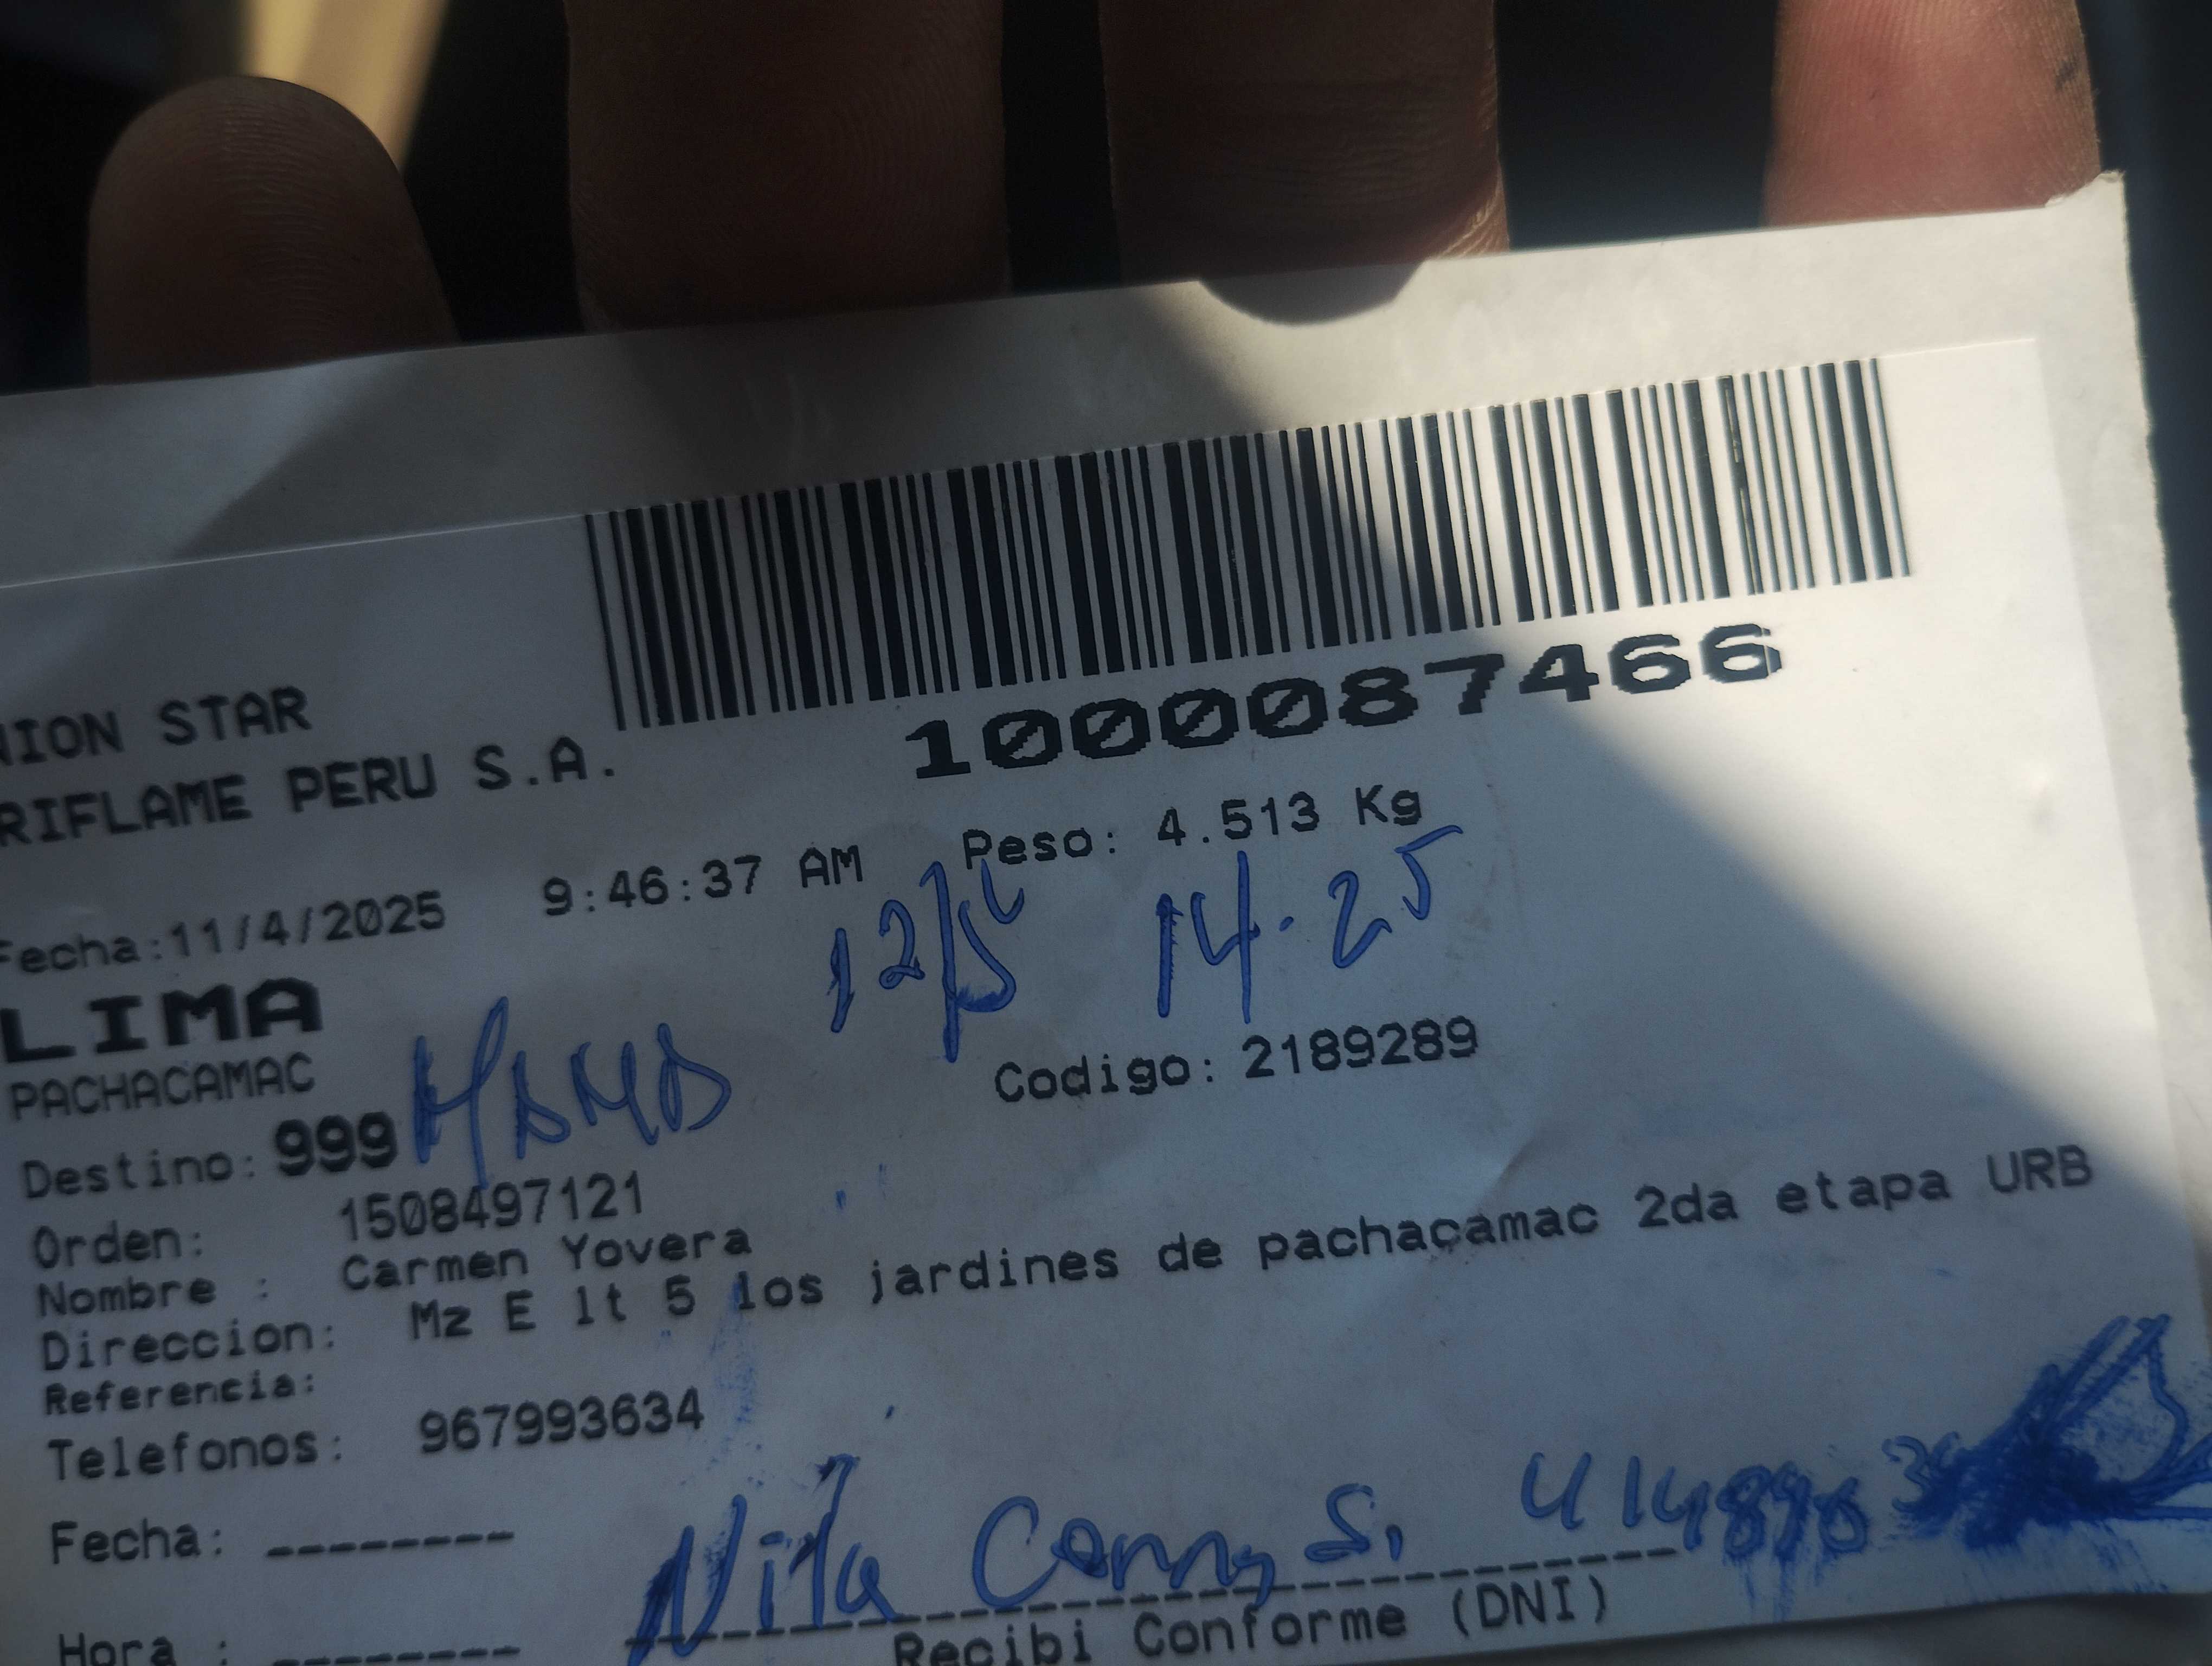 NION STAR
RIFLAME PERU S.A.
1000087466
Fecha:11/4/2025 9:46:37 AM Peso: 4.513 Kg
12/5 14.25
LIMA
PACHACAMAC
Destino: 999 Codigo: 2189289
Orden: 1508497121
Nombre : Carmen Yovera
Direccion: Mz E lt 5 los jardines de pachacamac 2da etapa URB
Referencia:
Telefonos: 967993634
Fecha: --------
Nita S.
Hora : --------
Recibi Conforme (DNI)